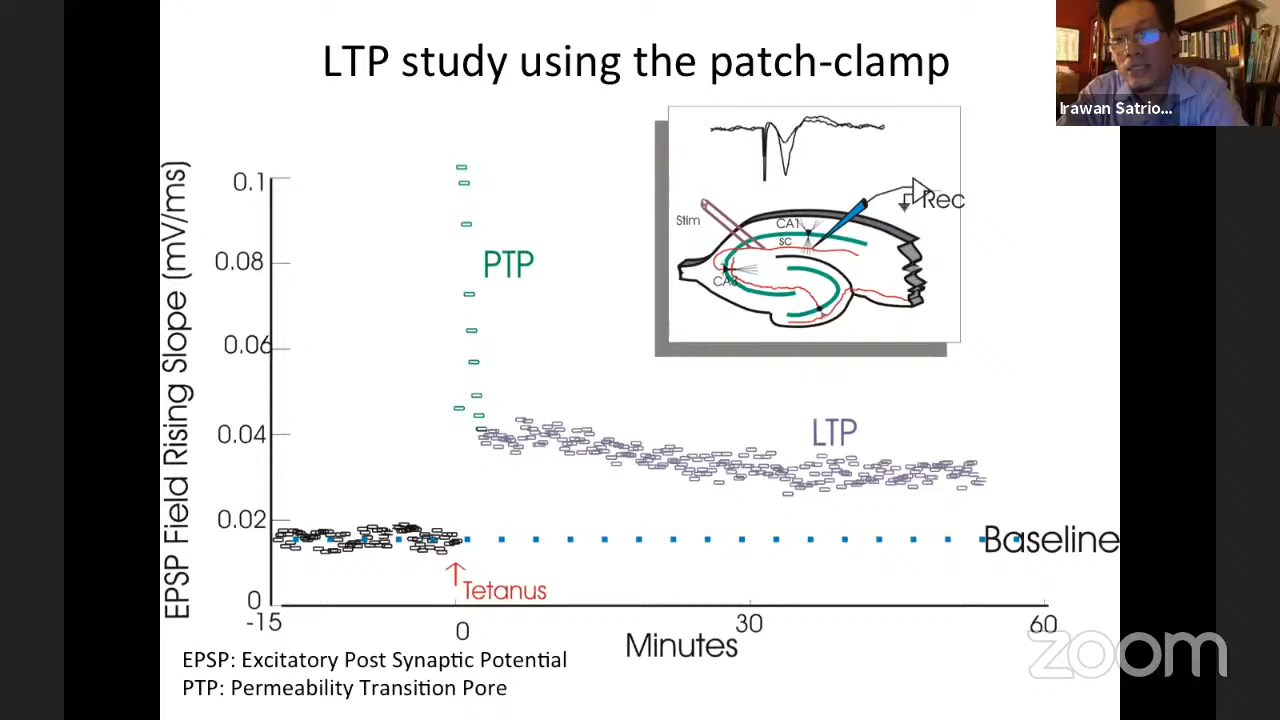 LTP study using the patch-clamp
Irawan Satrio...
EPSP Field Rising Slope (mV/ms)
0.1
0.08
0.06
0.04
0.02
0
-15
0
30
60
Minutes
PTP
LTP
Baseline
Tetanus
Stim
Rec
CA1
sc
CA3
EPSP: Excitatory Post Synaptic Potential
PTP: Permeability Transition Pore
zoom